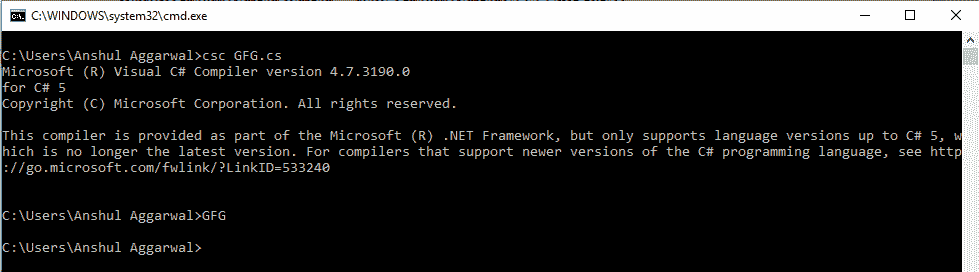 C:\WINDOWS\system32\cmd.exe
C:\Users\Anshul Aggarwal>csc GFG.cs
Microsoft (R) Visual C# Compiler version 4.7.3190.0
for C# 5
Copyright (C) Microsoft Corporation. All rights reserved.
This compiler is provided as part of the Microsoft (R) .NET Framework, but only supports language versions up to C# 5, w
hich is no longer the latest version. For compilers that support newer versions of the C# programming language, see http
://go.microsoft.com/fwlink/?LinkID=533240
C:\Users\Anshul Aggarwal>GFG
C:\Users\Anshul Aggarwal>